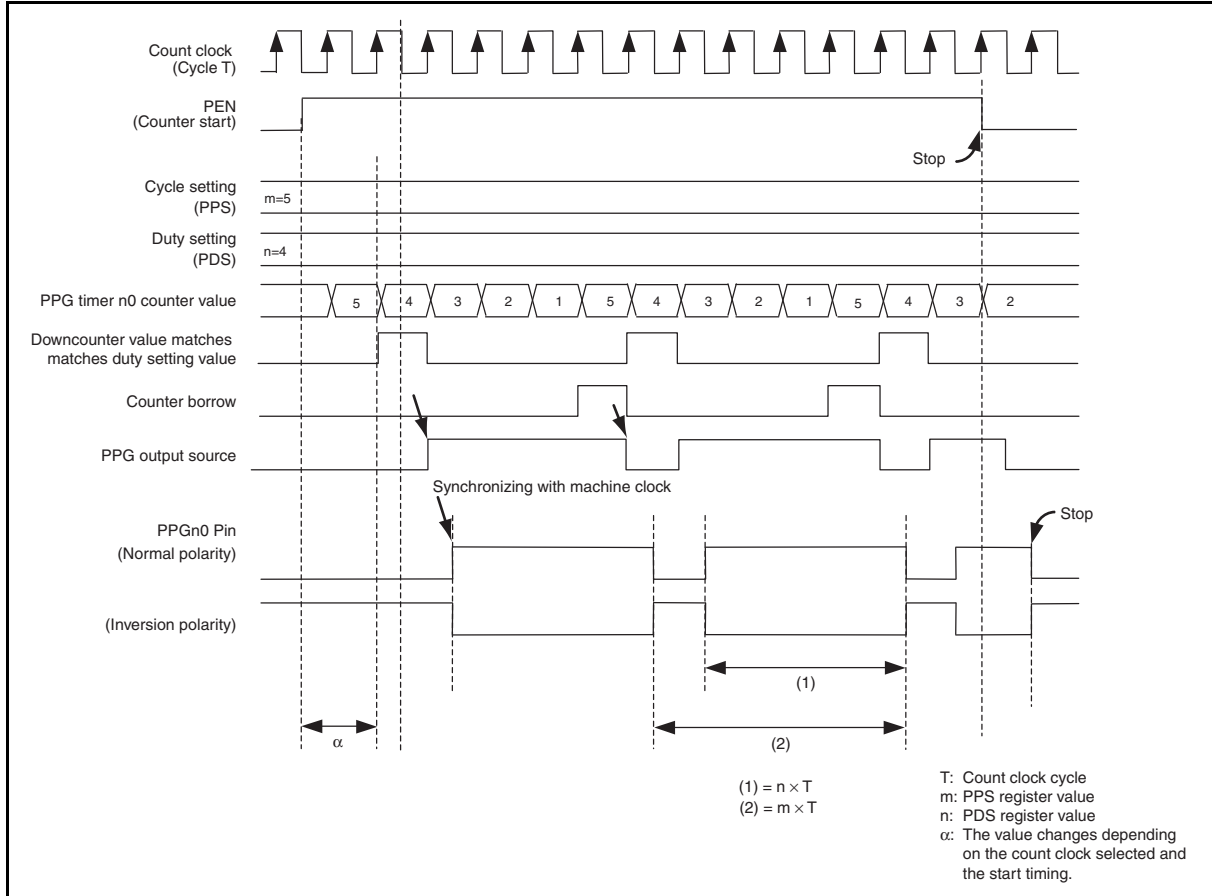 Count clock
(Cycle T)
PEN
(Counter start)
Stop
Cycle setting
(PPS)
m=5
Duty setting
(PDS)
n=4
PPG timer n0 counter value
5 4 3 2 1 5 4 3 2 1 5 4 3 2
Downcounter value matches
matches duty setting value
Counter borrow
PPG output source
Synchronizing with machine clock
PPGn0 Pin
(Normal polarity)
Stop
(Inversion polarity)
(1)
α
(2)
(1) = n × T
(2) = m × T
T: Count clock cycle
m: PPS register value
n: PDS register value
α: The value changes depending
on the count clock selected and
the start timing.